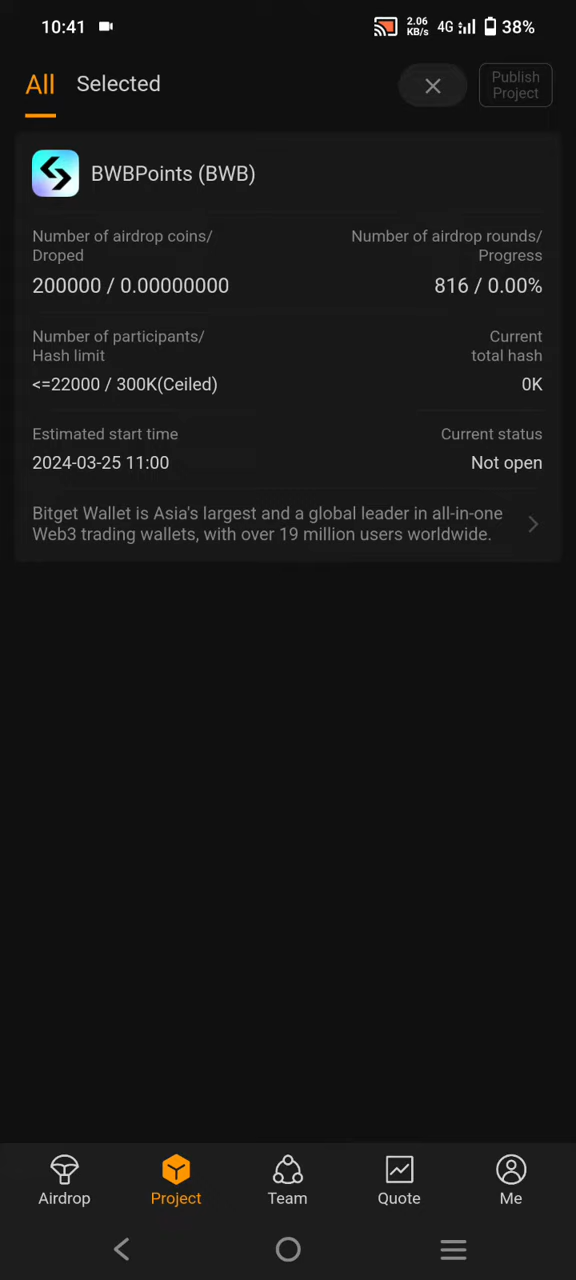 10:41 2.06 KB/s 4G 38%
All Selected Publish Project
BWBPoints (BWB)
Number of airdrop coins/
Droped
200000 / 0.00000000
Number of airdrop rounds/
Progress
816 / 0.00%
Number of participants/
Hash limit
<=22000 / 300K(Ceiled)
Current
total hash
0K
Estimated start time
2024-03-25 11:00
Current status
Not open
Bitget Wallet is Asia's largest and a global leader in all-in-one
Web3 trading wallets, with over 19 million users worldwide.
Airdrop Project Team Quote Me